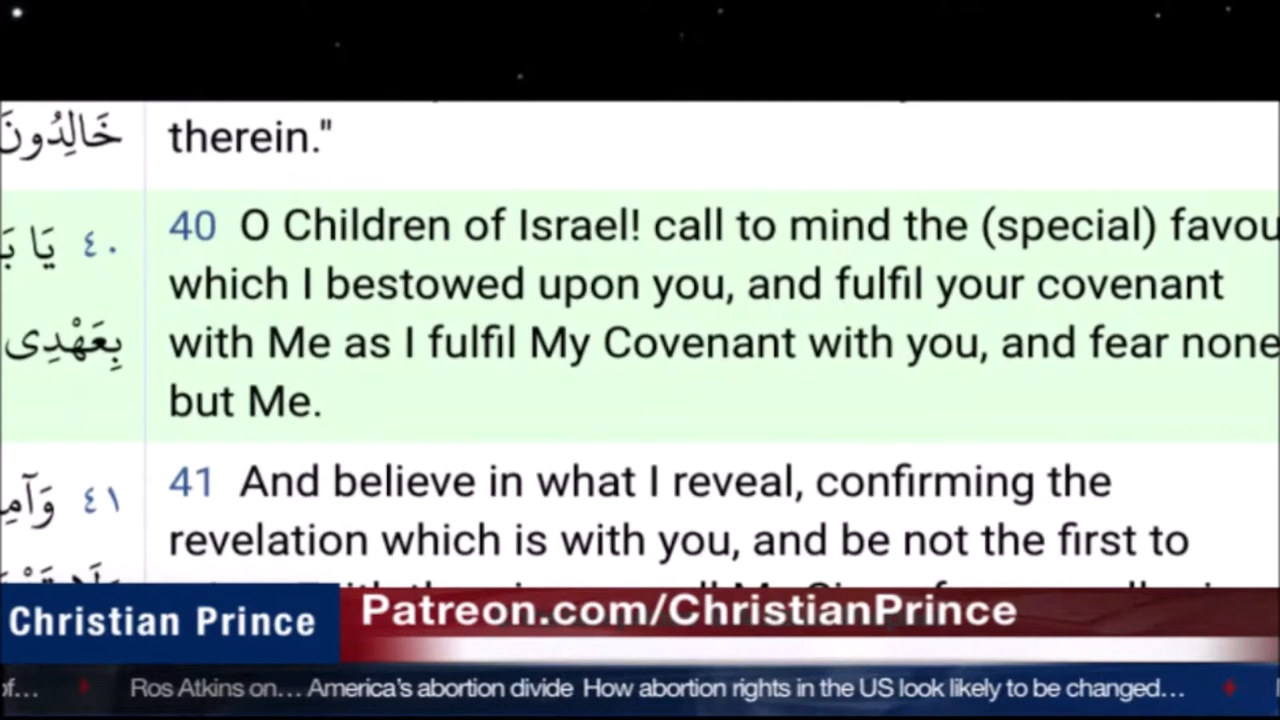 خَالِدُونَ
therein."
٤٠ يَا
40 O Children of Israel! call to mind the (special) favou
which I bestowed upon you, and fulfil your covenant
بِعَهْدِى
with Me as I fulfil My Covenant with you, and fear none
but Me.
٤١
41 And believe in what I reveal, confirming the
revelation which is with you, and be not the first to
Christian Prince
Patreon.com/ChristianPrince
of... Ros Atkins on... America's abortion divide How abortion rights in the US look likely to be changed...